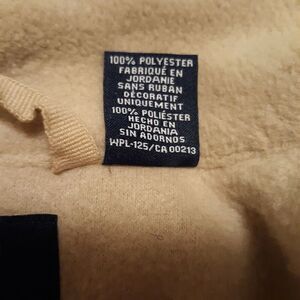 100% POLYESTER
FABRIQUÉ EN
JORDANIE
SANS RUBAN
DÉCORATIF
UNIQUEMENT
100% POLIÉSTER
HECHO EN
JORDANIA
SIN ADORNOS
WPL-125/CA 00213